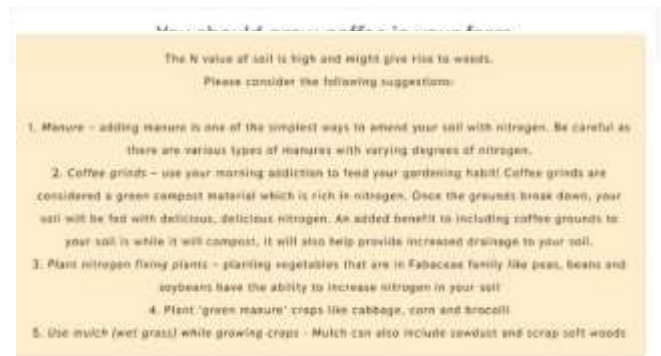 You should grow coffee in your farm
The N value of soil is high and might give rise to weeds.
Please consider the following suggestions:
1. Manure – adding manure is one of the simplest ways to amend your soil with nitrogen. Be careful as
there are various types of manures with varying degrees of nitrogen.
2. Coffee grinds – use your morning addiction to feed your gardening habit! Coffee grinds are
considered a green compost material which is rich in nitrogen. Once the grounds break down, your
soil will be fed with delicious, delicious nitrogen. An added benefit to including coffee grounds to
your soil is while it will compost, it will also help provide increased drainage to your soil.
3. Plant nitrogen fixing plants – planting vegetables that are in Fabaceae family like peas, beans and
soybeans have the ability to increase nitrogen in your soil
4. Plant 'green manure' crops like cabbage, corn and brocolli
5. Use mulch (wet grass) while growing crops - Mulch can also include sawdust and scrap soft woods